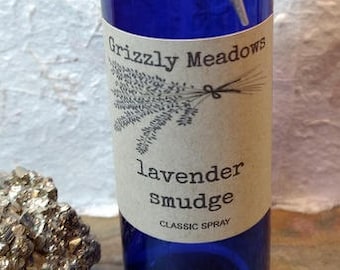 Grizzly Meadows
lavender
smudge
CLASSIC SPRAY